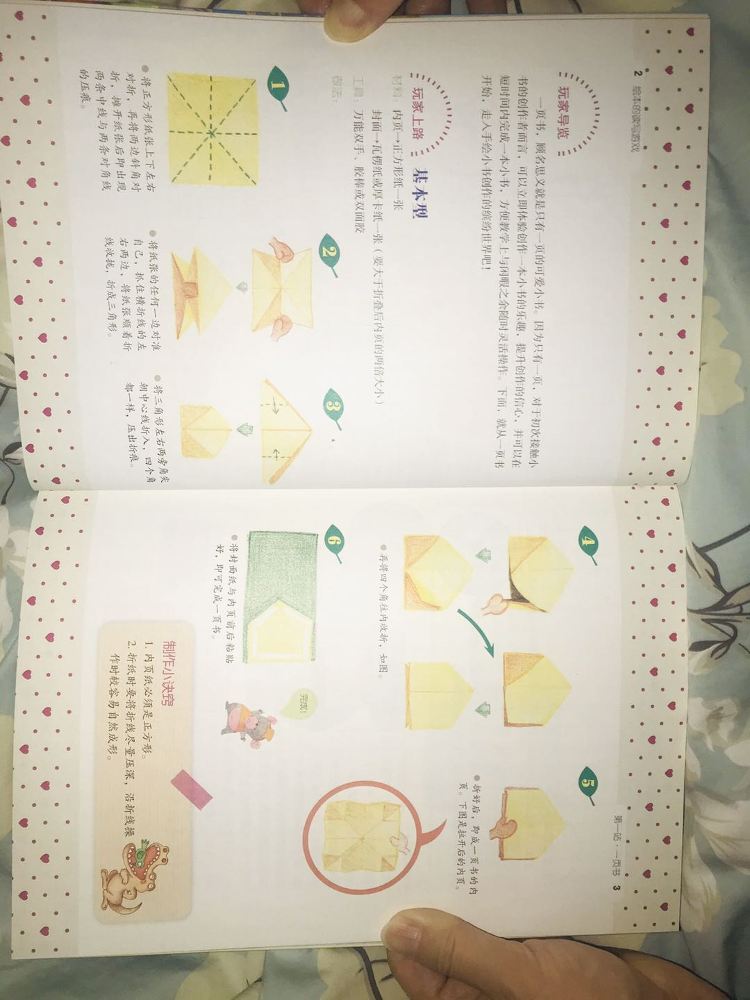 2 绘本的读写游戏
玩家导览
一页书，顾名思义就是只有一页的可爱小书。因为只有一页，对于初次接触小
书的创作者而言，可以立即体验创作一本小书的乐趣，提升创作的信心，并可以在
短时间内完成一本小书，方便教学上与闲暇之余随时灵活操作。下面，就从一页书
开始，走入手绘小书创作的缤纷世界吧！
玩家上路
基本型
材料：内页→正方形纸一张
封面→瓦楞纸或厚卡纸一张（要大于折叠后内页的两倍大小）
工具：万能双手、胶棒或双面胶
做法：
1
将正方形纸张上下左右
对折，再将两边斜角对
折，摊开纸张后即出现
两条中线与两条对角线
的压痕。
2
将纸张的任何一边对准
自己，抓住横折线的左
右两边，将纸张顺着折
线收拢，折成三角形。
3
将三角形左右两旁角尖
朝中心线折入，四个角
都一样，压出折痕。
第一站·一页书 3
4
再将四个角往内收折，如图。
5
折好后，即成一页书的内
页。下图是拉开后的内页。
6
将封面纸与内页前后粘贴
好，即可完成一页书。
完成！
制作小诀窍
1. 内页纸必须是正方形。
2. 折纸时要将折线尽量压深，沿折线操
作时较容易自然成形。